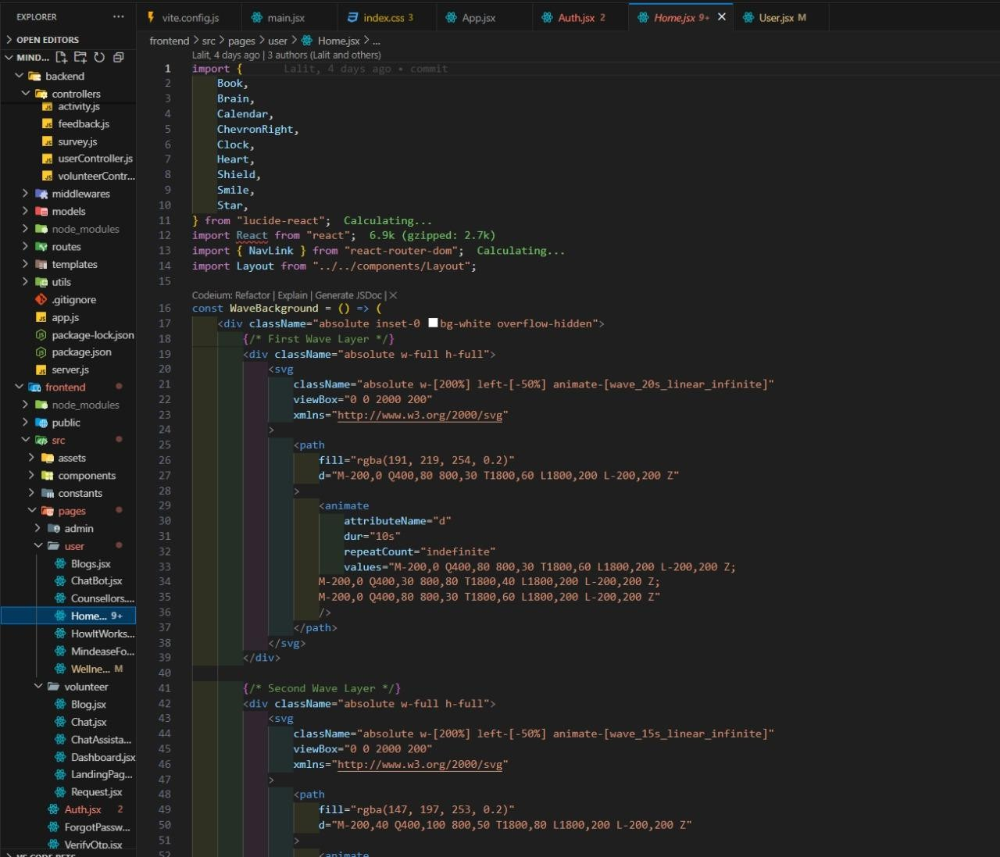 EXPLORER ...
OPEN EDITORS
MIND...
backend
controllers
activity.js
feedback.js
survey.js
userController.js
volunteerContr...
middlewares
models
node_modules
routes
templates
utils
.gitignore
app.js
package-lock.json
package.json
server.js
frontend
node_modules
public
src
assets
components
constants
pages
admin
user
Blogs.jsx
ChatBot.jsx
Counsellors....
Home... 9+
HowItWorks...
MindeaseFo...
Wellne... M
volunteer
Blog.jsx
Chat.jsx
ChatAssista...
Dashboard.jsx
LandingPag...
Request.jsx
Auth.jsx 2
ForgotPassw...
VerifyOtp.jsx
VS CODE PETS
vite.config.js main.jsx index.css 3 App.jsx Auth.jsx 2 Home.jsx 9+ User.jsx M
frontend > src > pages > user > Home.jsx > ...
Lalit, 4 days ago | 3 authors (Lalit and others)
1 import { Lalit, 4 days ago • commit
2 Book,
3 Brain,
4 Calendar,
5 ChevronRight,
6 Clock,
7 Heart,
8 Shield,
9 Smile,
10 Star,
11 } from "lucide-react"; Calculating...
12 import React from "react"; 6.9k (gzipped: 2.7k)
13 import { NavLink } from "react-router-dom"; Calculating...
14 import Layout from "../../components/Layout";
15
Codeium: Refactor | Explain | Generate JSDoc | ×
16 const WaveBackground = () => (
17 <div className="absolute inset-0 bg-white overflow-hidden">
18 {/* First Wave Layer */}
19 <div className="absolute w-full h-full">
20 <svg
21 className="absolute w-[200%] left-[-50%] animate-[wave_20s_linear_infinite]"
22 viewBox="0 0 2000 200"
23 xmlns="http://www.w3.org/2000/svg"
24 >
25 <path
26 fill="rgba(191, 219, 254, 0.2)"
27 d="M-200,0 Q400,80 800,30 T1800,60 L1800,200 L-200,200 Z"
28 >
29 <animate
30 attributeName="d"
31 dur="10s"
32 repeatCount="indefinite"
33 values="M-200,0 Q400,80 800,30 T1800,60 L1800,200 L-200,200 Z;
34 M-200,0 Q400,30 800,80 T1800,40 L1800,200 L-200,200 Z;
35 M-200,0 Q400,80 800,30 T1800,60 L1800,200 L-200,200 Z"
36 />
37 </path>
38 </svg>
39 </div>
40
41 {/* Second Wave Layer */}
42 <div className="absolute w-full h-full">
43 <svg
44 className="absolute w-[200%] left-[-50%] animate-[wave_15s_linear_infinite]"
45 viewBox="0 0 2000 200"
46 xmlns="http://www.w3.org/2000/svg"
47 >
48 <path
49 fill="rgba(147, 197, 253, 0.2)"
50 d="M-200,40 Q400,100 800,50 T1800,80 L1800,200 L-200,200 Z"
51 >
52 <animate